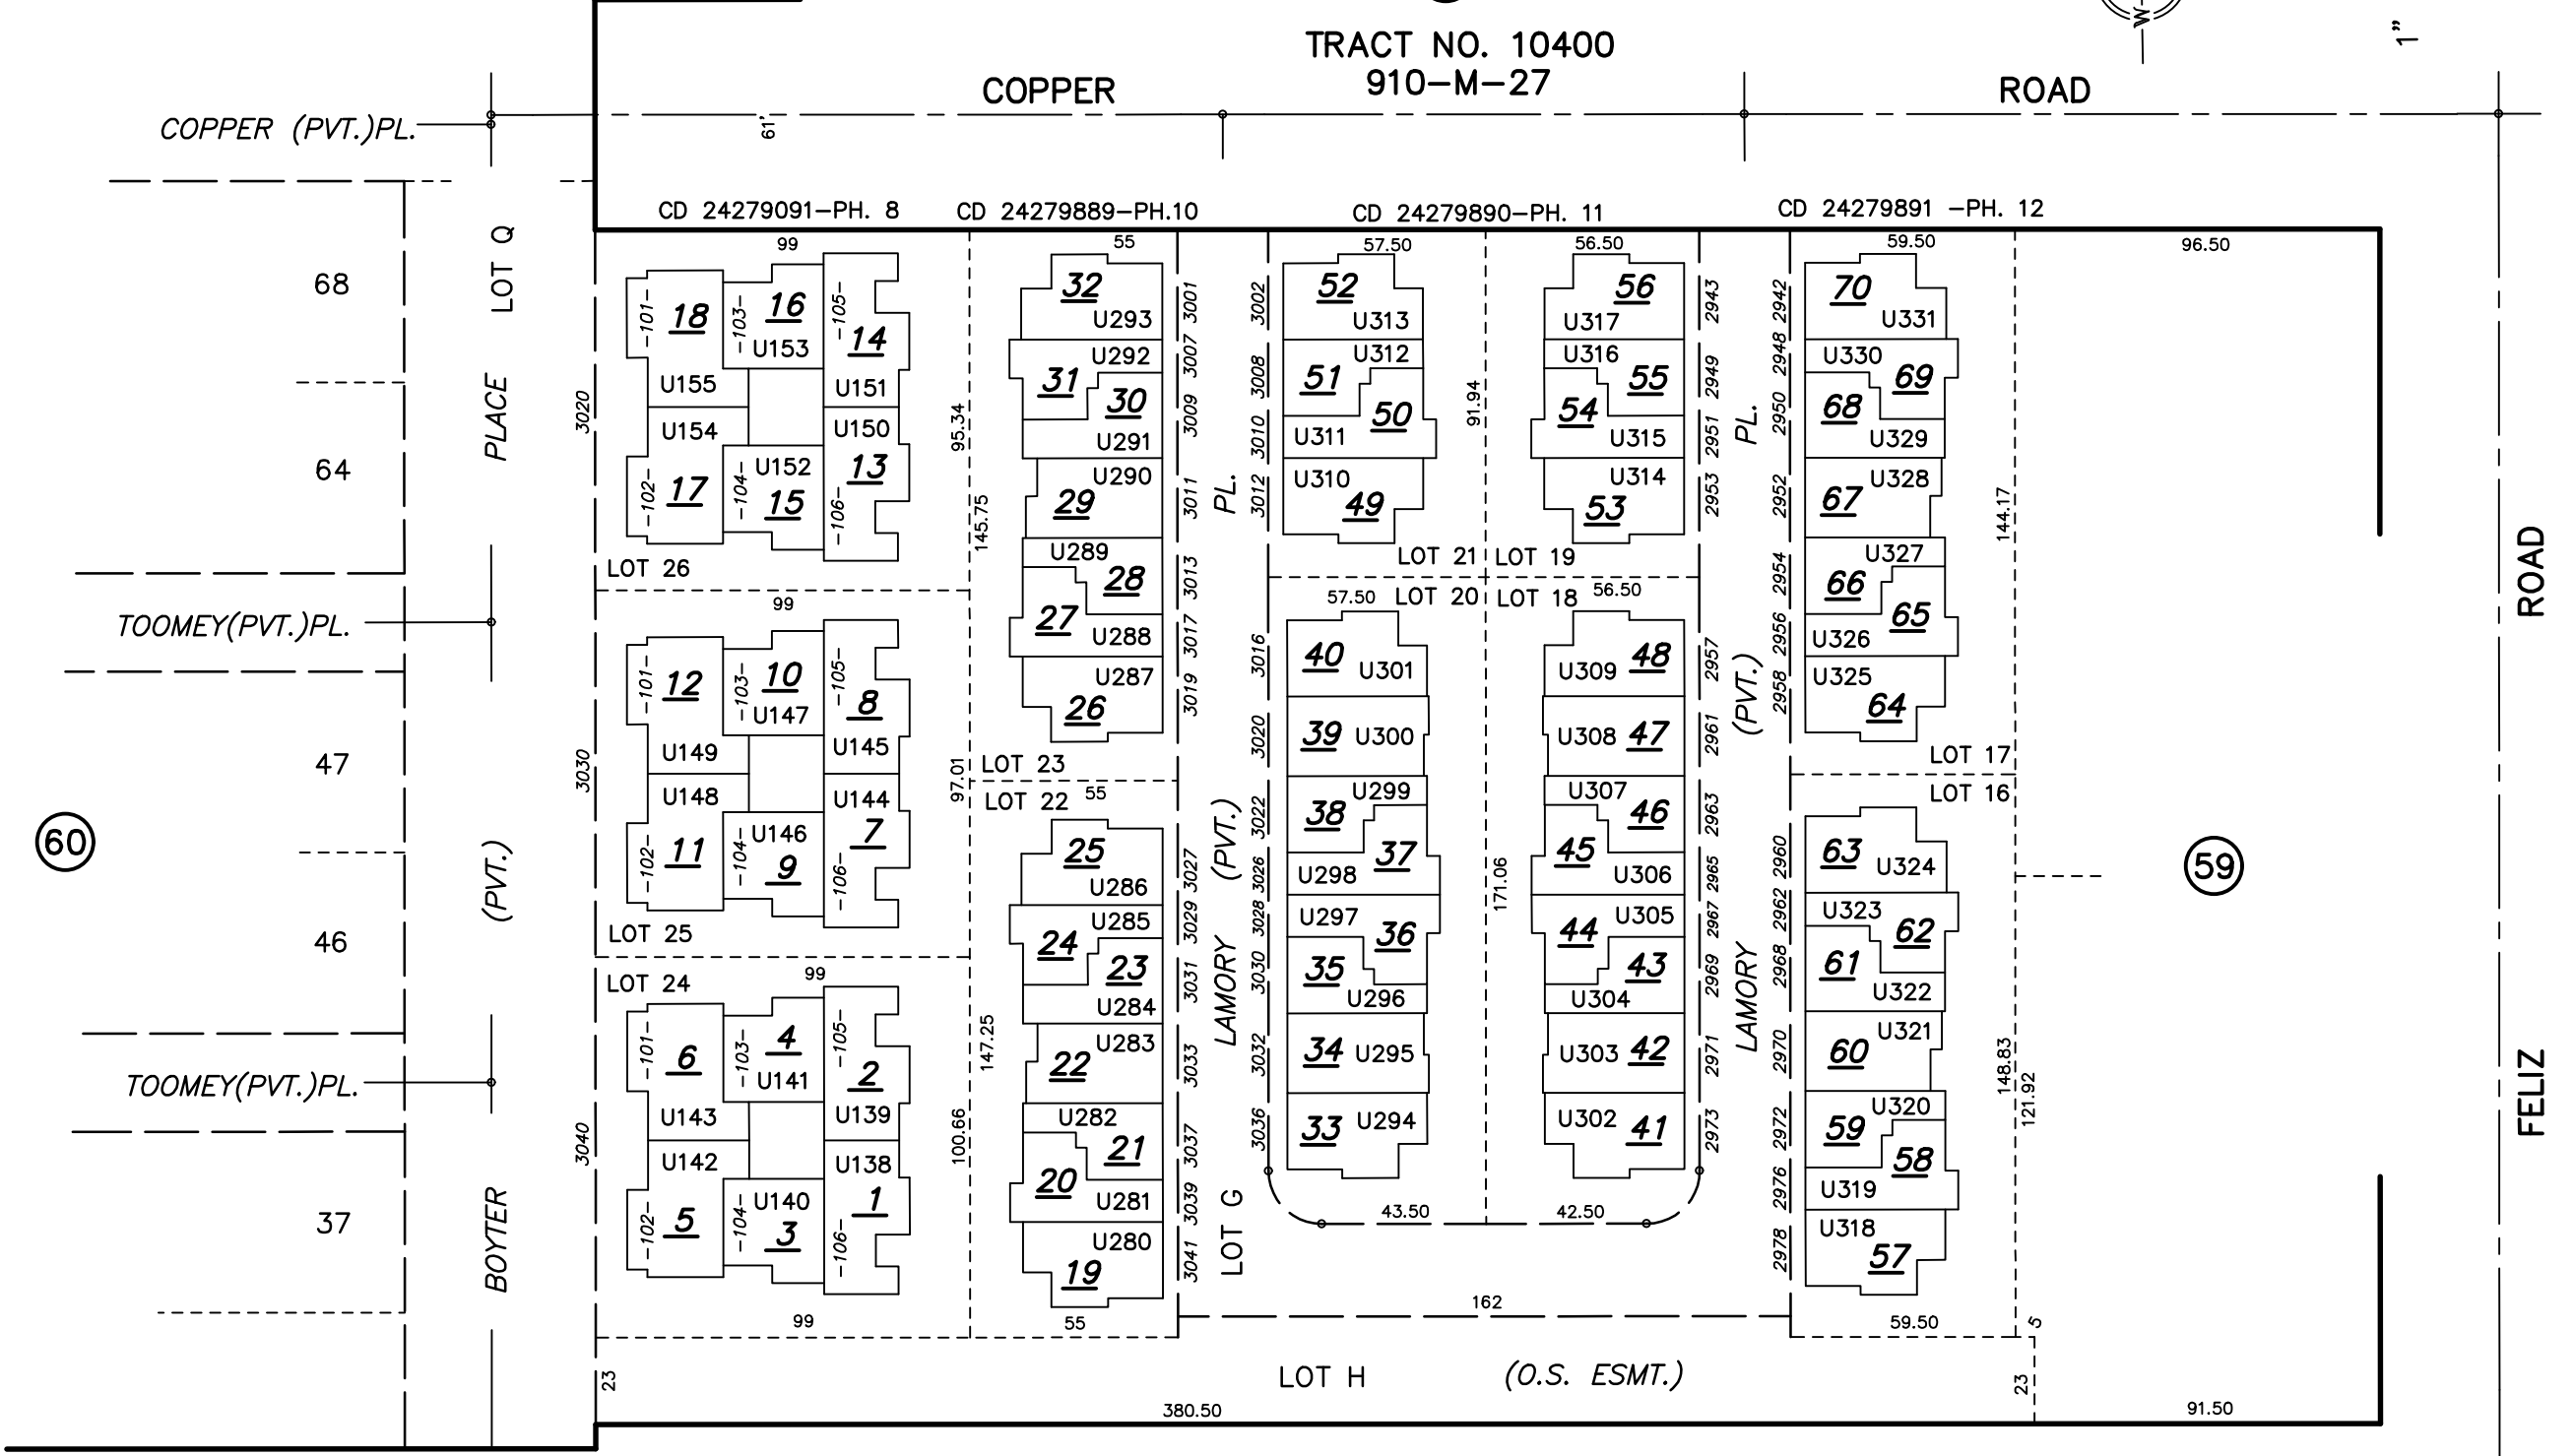 TRACT NO. 10400
910-M-27
W
1"
COPPER
ROAD
COPPER (PVT.)PL.
61'
CD 24279091-PH. 8
CD 24279889-PH.10
CD 24279890-PH. 11
CD 24279891 -PH. 12
68
64
TOOMEY(PVT.)PL.
47
60
46
TOOMEY(PVT.)PL.
37
LOT Q
PLACE
(PVT.)
BOYTER
3020
3030
3040
23
99
-101-
18
U155
-103-
16
U153
-105-
14
U151
U154
-102-
17
U152
-104-
15
U150
13
-106-
LOT 26
99
-101-
12
U149
-103-
10
U147
-105-
8
U145
U148
-102-
11
U146
-104-
9
U144
7
-106-
LOT 25
99
LOT 24
-101-
6
U143
-103-
4
U141
-105-
2
U139
U142
-102-
5
U140
-104-
3
U138
1
-106-
99
95.34
145.75
97.01
147.25
100.66
55
32
U293
U292
31
30
U291
U290
29
U289
28
27
U288
U287
26
LOT 23
LOT 22
55
25
U286
U285
24
23
U284
U283
22
U282
21
20
U281
U280
19
55
3001
3007
3009
3011
3013
3017
3019
3027
3029
3031
3033
3037
3039
3041
PL.
(PVT.)
LAMORY
LOT G
3002
3008
3010
3012
3016
3020
3022
3026
3028
3030
3032
3036
57.50
52
U313
U312
51
50
U311
U310
49
LOT 21
57.50
LOT 20
40
U301
39
U300
U299
38
37
U298
U297
36
35
U296
34
U295
33
U294
43.50
91.94
171.06
56.50
56
U317
U316
55
54
U315
U314
53
LOT 19
LOT 18
56.50
U309
48
U308
47
U307
46
45
U306
U305
44
43
U304
U303
42
U302
41
42.50
2943
2949
2951
2953
2957
2961
2963
2965
2967
2969
2971
2973
PL.
(PVT.)
LAMORY
2942
2948
2950
2952
2954
2956
2958
2960
2962
2968
2970
2972
2976
2978
59.50
70
U331
U330
69
68
U329
U328
67
U327
66
65
U326
U325
64
LOT 17
LOT 16
63
U324
U323
62
61
U322
U321
60
U320
59
58
U319
U318
57
59.50
5
144.17
148.83
121.92
96.50
59
162
LOT H
(O.S. ESMT.)
23
380.50
91.50
ROAD
FELIZ